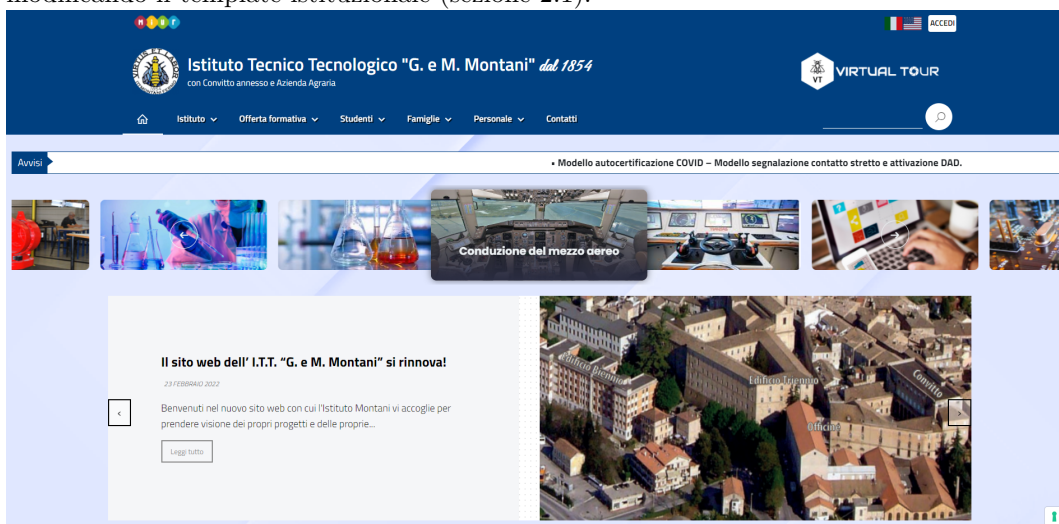 modificando il template istituzionale (sezione 2.1).
MIUR
ACCEDI
Istituto Tecnico Tecnologico "G. e M. Montani" dal 1854
con Convitto annesso e Azienda Agraria
VT VIRTUAL TOUR
Istituto Offerta formativa Studenti Famiglie Personale Contatti
Avvisi
• Modello autocertificazione COVID – Modello segnalazione contatto stretto e attivazione DAD.
Conduzione del mezzo aereo
Il sito web dell’ I.T.T. “G. e M. Montani” si rinnova!
23 FEBBRAIO 2022
Benvenuti nel nuovo sito web con cui l'Istituto Montani vi accoglie per
prendere visione dei propri progetti e delle proprie...
Leggi tutto
Edificio Biennio
Edificio Triennio
Convitto
Officine